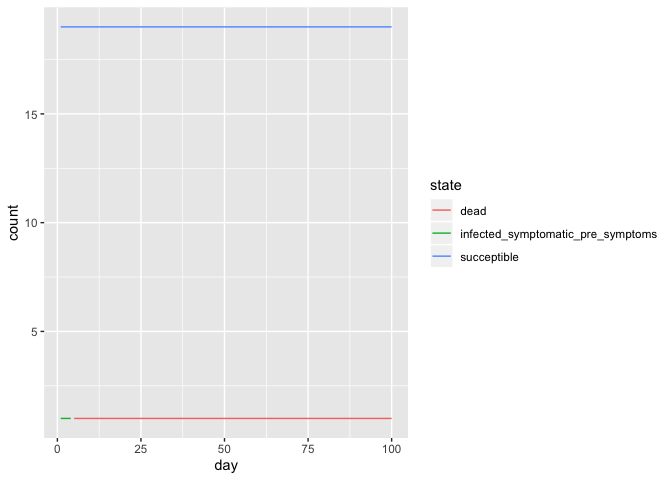 15
10
5
count
0
25
50
75
100
day
state
dead
infected_symptomatic_pre_symptoms
succeptible